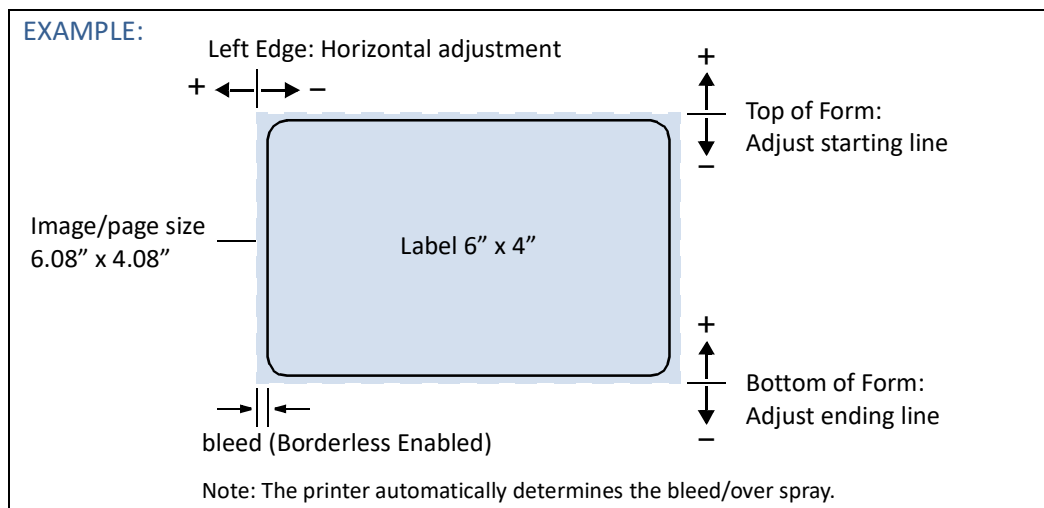 EXAMPLE:
Left Edge: Horizontal adjustment
+ −
+
Top of Form:
Adjust starting line
−
Image/page size
6.08” x 4.08”
Label 6” x 4”
+
Bottom of Form:
Adjust ending line
−
bleed (Borderless Enabled)
Note: The printer automatically determines the bleed/over spray.